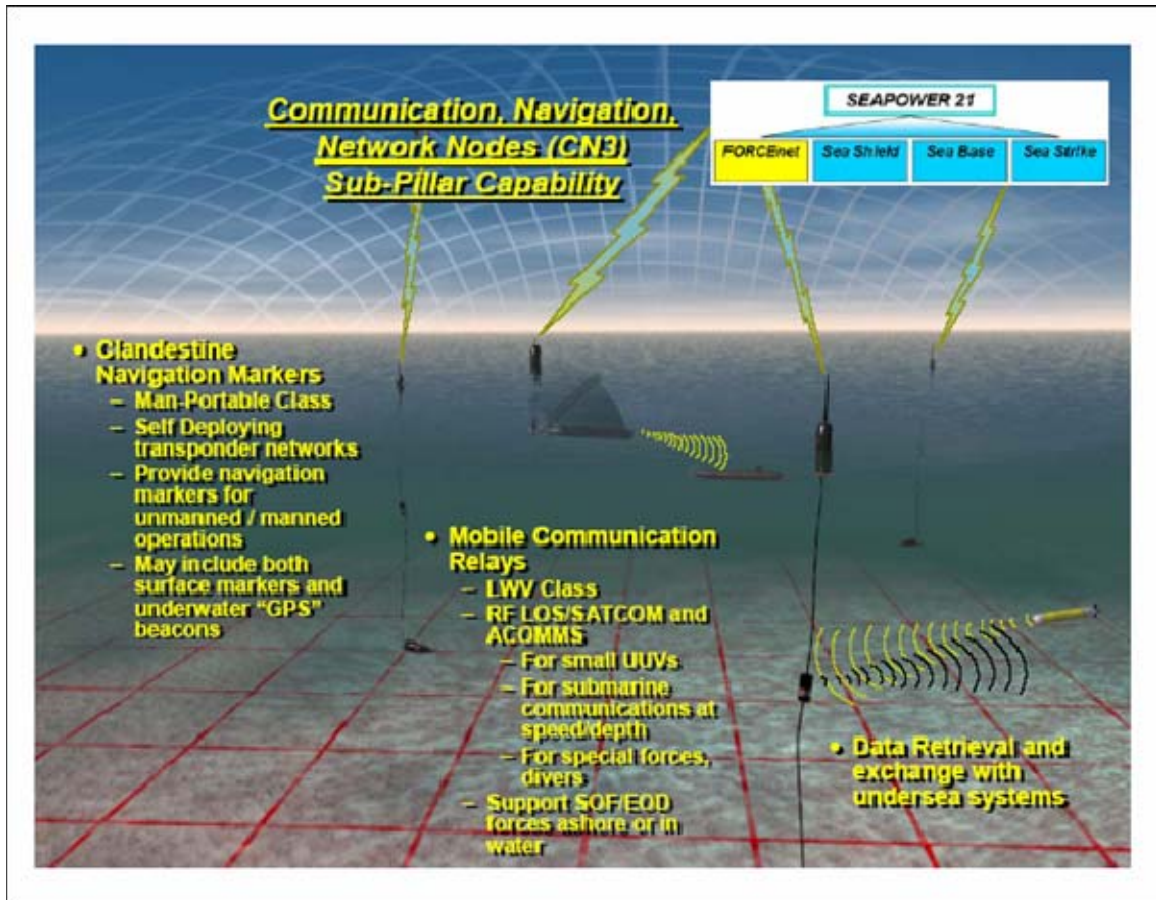 Communication, Navigation,
Network Nodes (CN3)
Sub-Pillar Capability
SEAPOWER 21
FORCEnet
Sea Shield
Sea Base
Sea Strike
• Clandestine
Navigation Markers
– Man-Portable Class
– Self Deploying
transponder networks
– Provide navigation
markers for
unmanned / manned
operations
– May include both
surface markers and
underwater “GPS”
beacons
• Mobile Communication
Relays
– LWV Class
– RF LOS/SATCOM and
ACOMMS
– For small UUVs
– For submarine
communications at
speed/depth
– For special forces,
divers
– Support SOF/EOD
forces ashore or in
water
• Data Retrieval and
exchange with
undersea systems